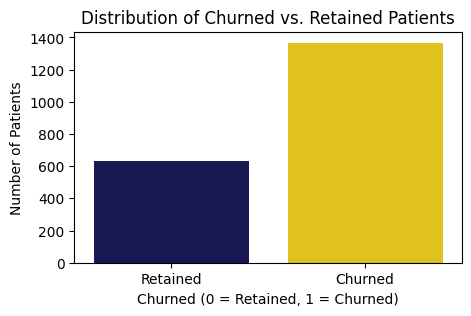 Distribution of Churned vs. Retained Patients
Number of Patients
1400
1200
1000
800
600
400
200
0
Retained
Churned
Churned (0 = Retained, 1 = Churned)